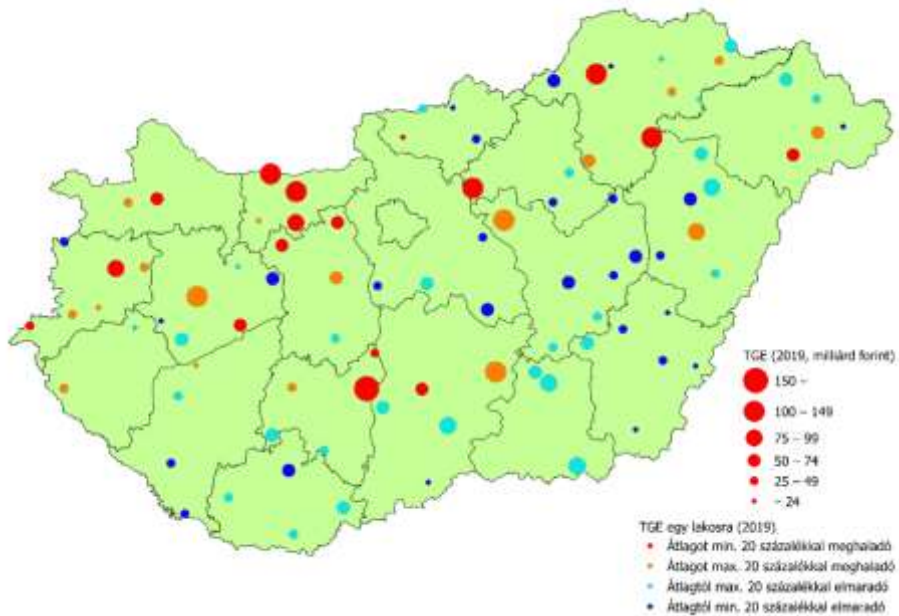 TGE (2019, milliárd forint)
150 –
100 – 149
75 – 99
50 – 74
25 – 49
– 24
TGE egy lakosra (2019)
Átlagot min. 20 százalékkal meghaladó
Átlagot max. 20 százalékkal meghaladó
Átlagtól max. 20 százalékkal elmaradó
Átlagtól min. 20 százalékkal elmaradó